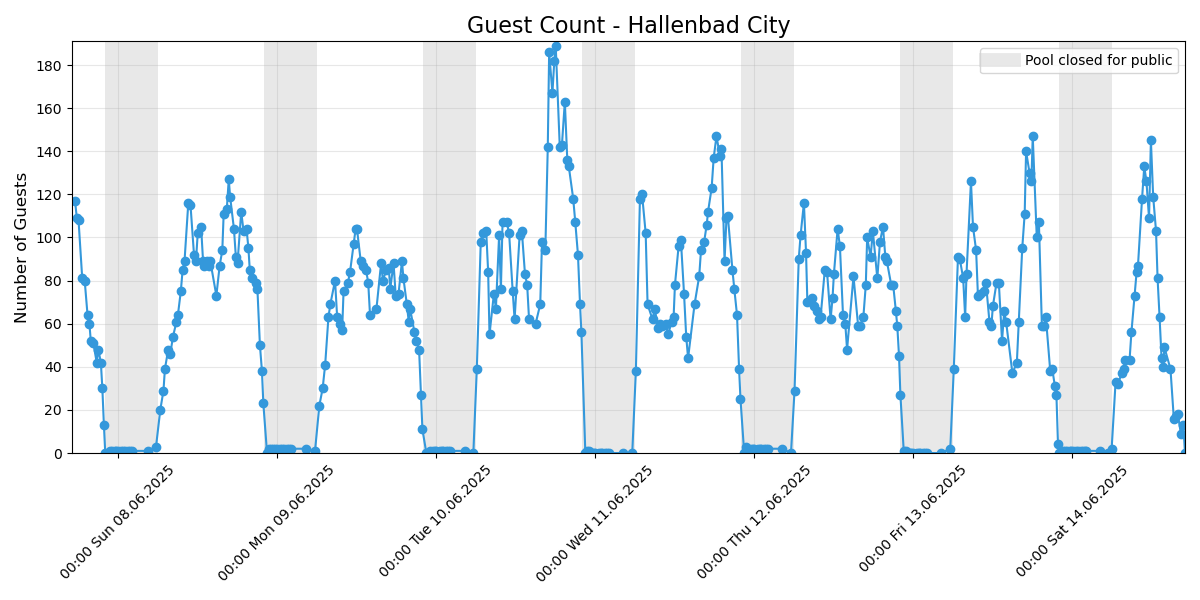 Guest Count - Hallenbad City
Pool closed for public
Number of Guests
180
160
140
120
100
80
60
40
20
0
00:00 Sun 08.06.2025
00:00 Mon 09.06.2025
00:00 Tue 10.06.2025
00:00 Wed 11.06.2025
00:00 Thu 12.06.2025
00:00 Fri 13.06.2025
00:00 Sat 14.06.2025